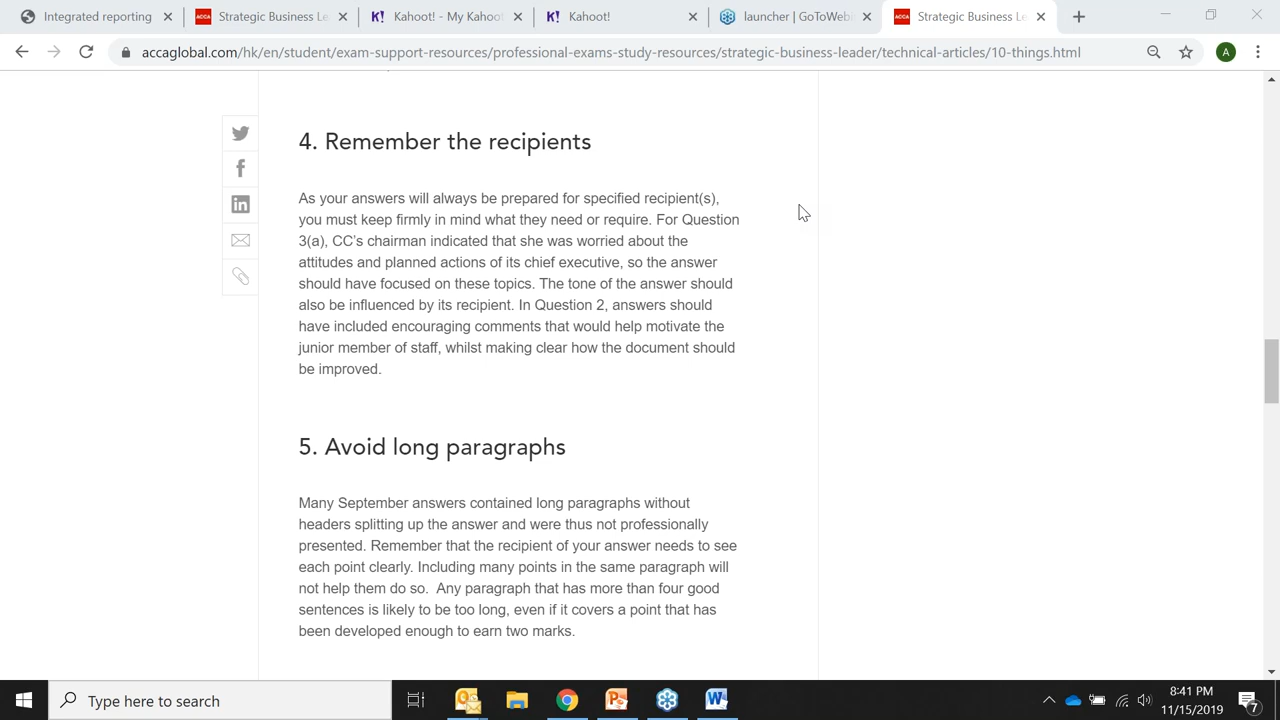 Integrated reporting
ACCA Strategic Business Le
K! Kahoot! - My Kahoot
K! Kahoot!
launcher | GoToWebi
ACCA Strategic Business Le
accaglobal.com/hk/en/student/exam-support-resources/professional-exams-study-resources/strategic-business-leader/technical-articles/10-things.html
A
4. Remember the recipients
As your answers will always be prepared for specified recipient(s),
you must keep firmly in mind what they need or require. For Question
3(a), CC's chairman indicated that she was worried about the
attitudes and planned actions of its chief executive, so the answer
should have focused on these topics. The tone of the answer should
also be influenced by its recipient. In Question 2, answers should
have included encouraging comments that would help motivate the
junior member of staff, whilst making clear how the document should
be improved.
5. Avoid long paragraphs
Many September answers contained long paragraphs without
headers splitting up the answer and were thus not professionally
presented. Remember that the recipient of your answer needs to see
each point clearly. Including many points in the same paragraph will
not help them do so.  Any paragraph that has more than four good
sentences is likely to be too long, even if it covers a point that has
been developed enough to earn two marks.
Type here to search
8:41 PM
11/15/2019
7